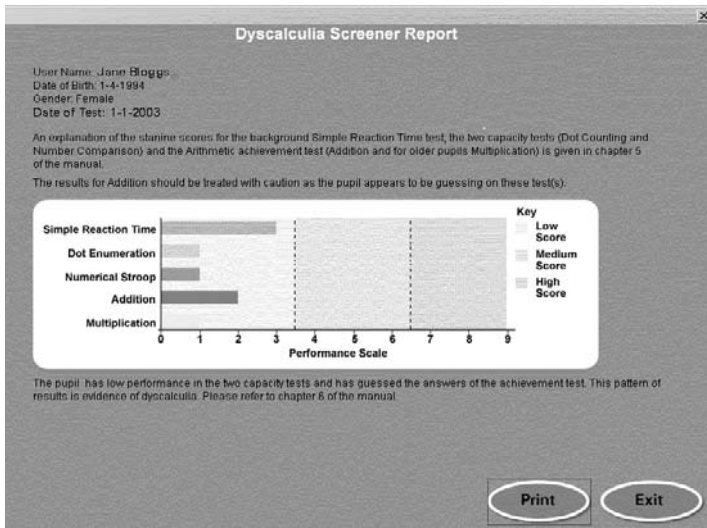 Dyscalculia Screener Report
User Name: Jane Bloggs
Date of Birth: 1-4-1994
Gender: Female
Date of Test: 1-1-2003
An explanation of the stanine scores for the background Simple Reaction Time test, the two capacity tests (Dot Counting and
Number Comparison) and the Arithmetic achievement test (Addition and for older pupils Multiplication) is given in chapter 5
of the manual.
The results for Addition should be treated with caution as the pupil appears to be guessing on these test(s).
Simple Reaction Time
Dot Enumeration
Numerical Stroop
Addition
Multiplication
0 1 2 3 4 5 6 7 8 9
Performance Scale
Key
Low
Score
Medium
Score
High
Score
The pupil has low performance in the two capacity tests and has guessed the answers of the achievement test. This pattern of
results is evidence of dyscalculia. Please refer to chapter 6 of the manual.
Print
Exit